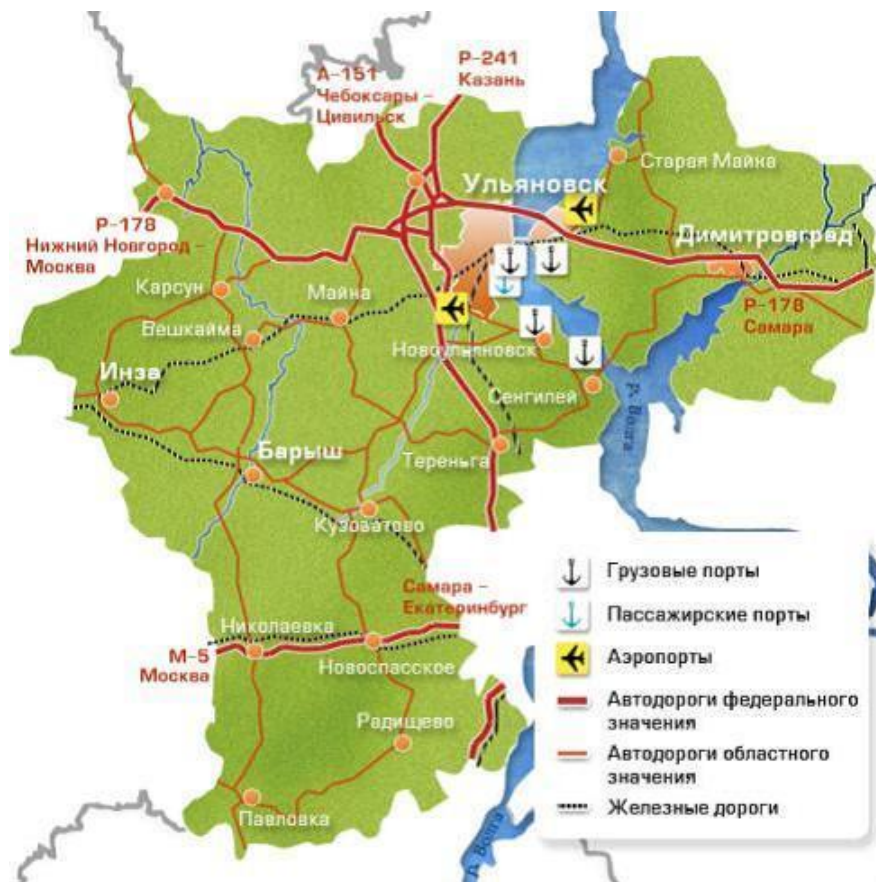 Р-241
Казань
А-151
Чебоксары –
Цивильск
Старая Майна
Ульяновск
Р-178
Нижний Новгород –
Москва
Димитровград
Карсун
Майна
Р-178
Самара
Вешкайма
Новоульяновск
Инза
Сенгилей
р. Волга
Барыш
Тереньга
Кузоватово
Самара –
Екатеринбург
Николаевка
М-5
Москва
Новоспасское
Радищево
Павловка
р. Волга
Грузовые порты
Пассажирские порты
Аэропорты
Автодороги федерального
значения
Автодороги областного
значения
Железные дороги